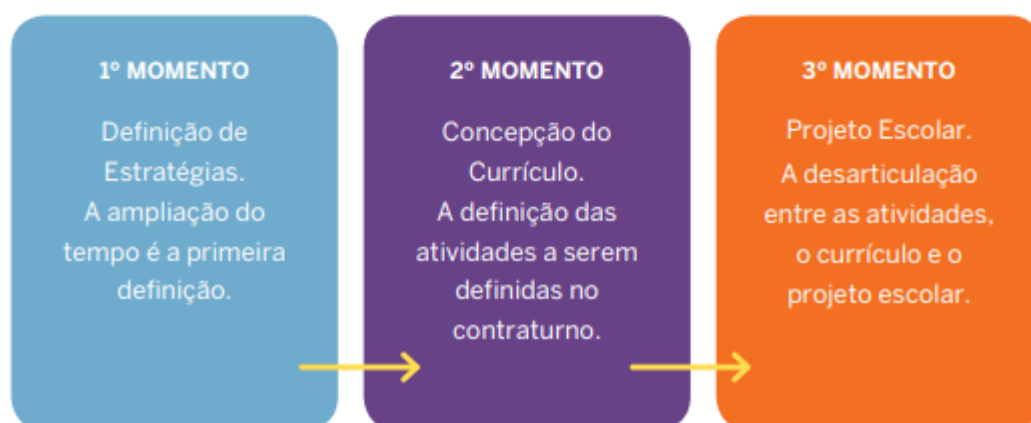 1º MOMENTO
Definição de
Estratégias.
A ampliação do
tempo é a primeira
definição.
2º MOMENTO
Concepção do
Currículo.
A definição das
atividades a serem
definidas no
contraturno.
3º MOMENTO
Projeto Escolar.
A desarticulação
entre as atividades,
o currículo e o
projeto escolar.